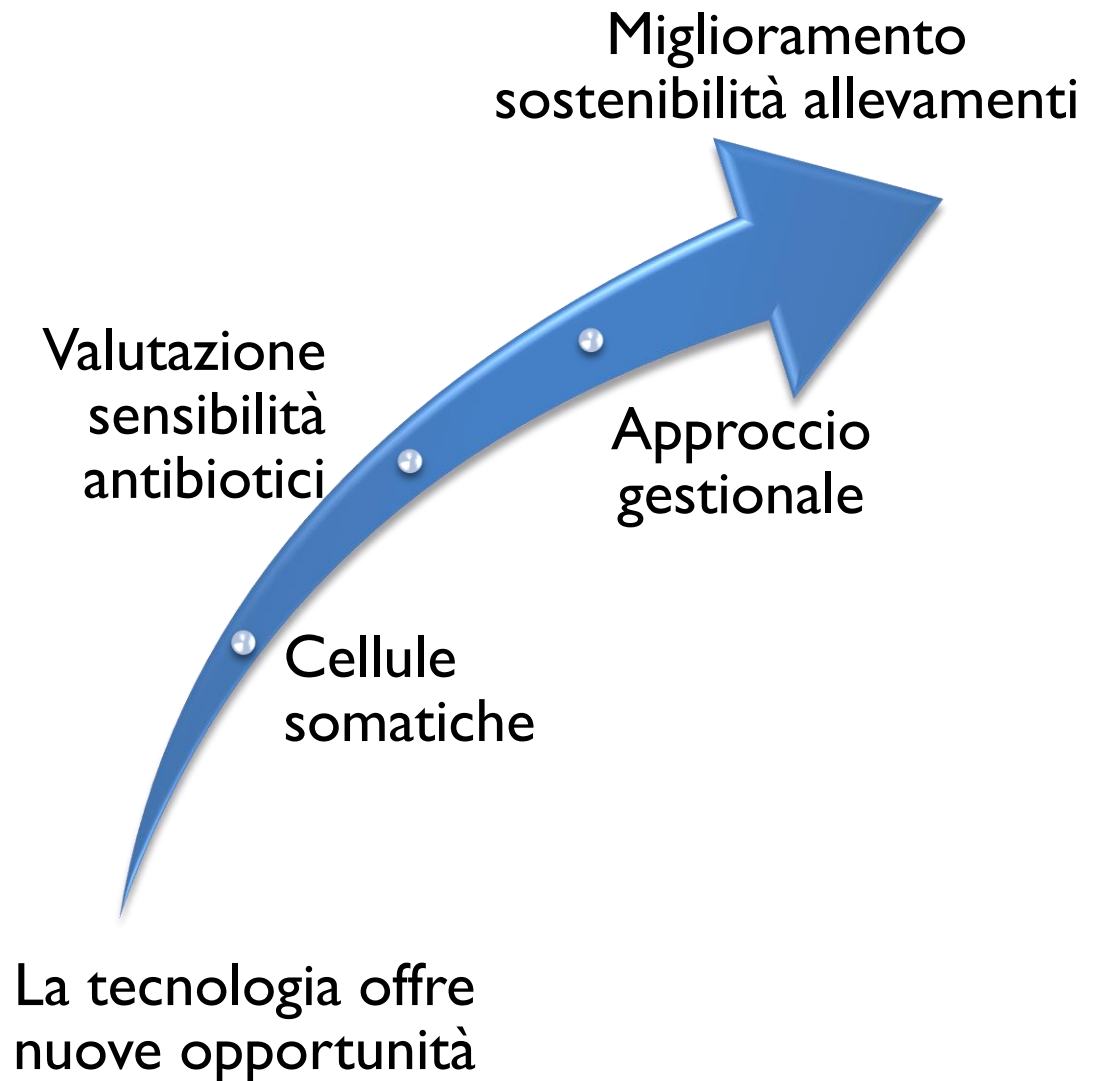 Miglioramento
sostenibilità allevamenti
Valutazione
sensibilità
antibiotici
Approccio
gestionale
Cellule
somatiche
La tecnologia offre
nuove opportunità